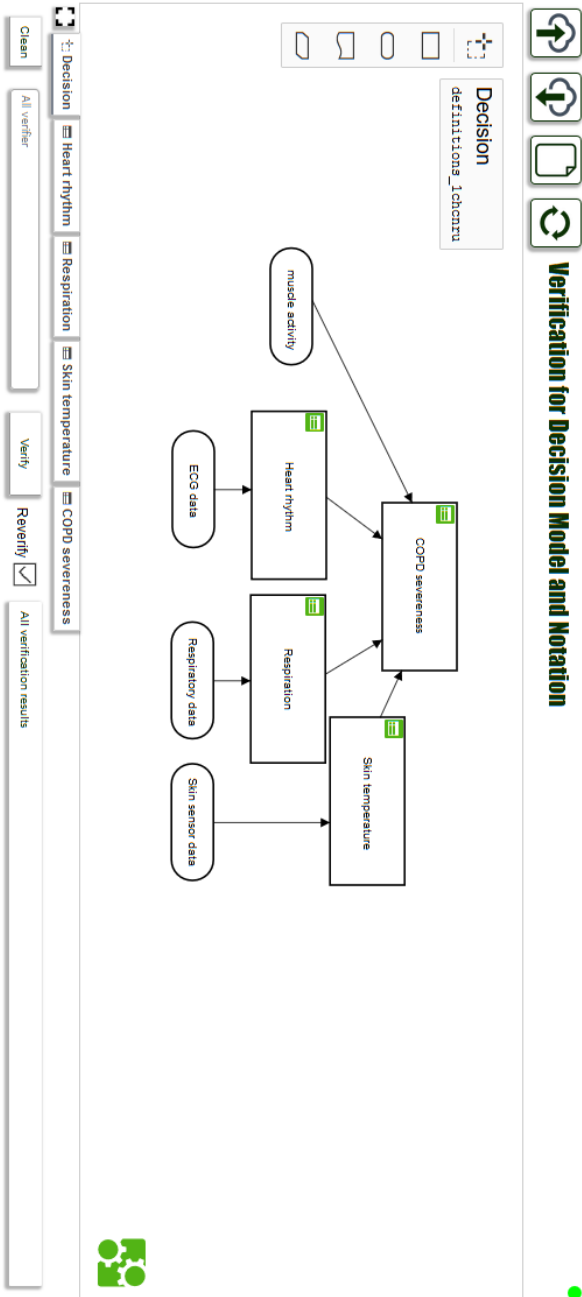 Verification for Decision Model and Notation
Decision
definitions_1chcnru
COPD severeness
muscle activity
Heart rhythm
Respiration
Skin temperature
ECG data
Respiratory data
Skin sensor data
Decision
Heart rhythm
Respiration
Skin temperature
COPD severeness
Clean
All verifier
Verify
Reverify
All verification results